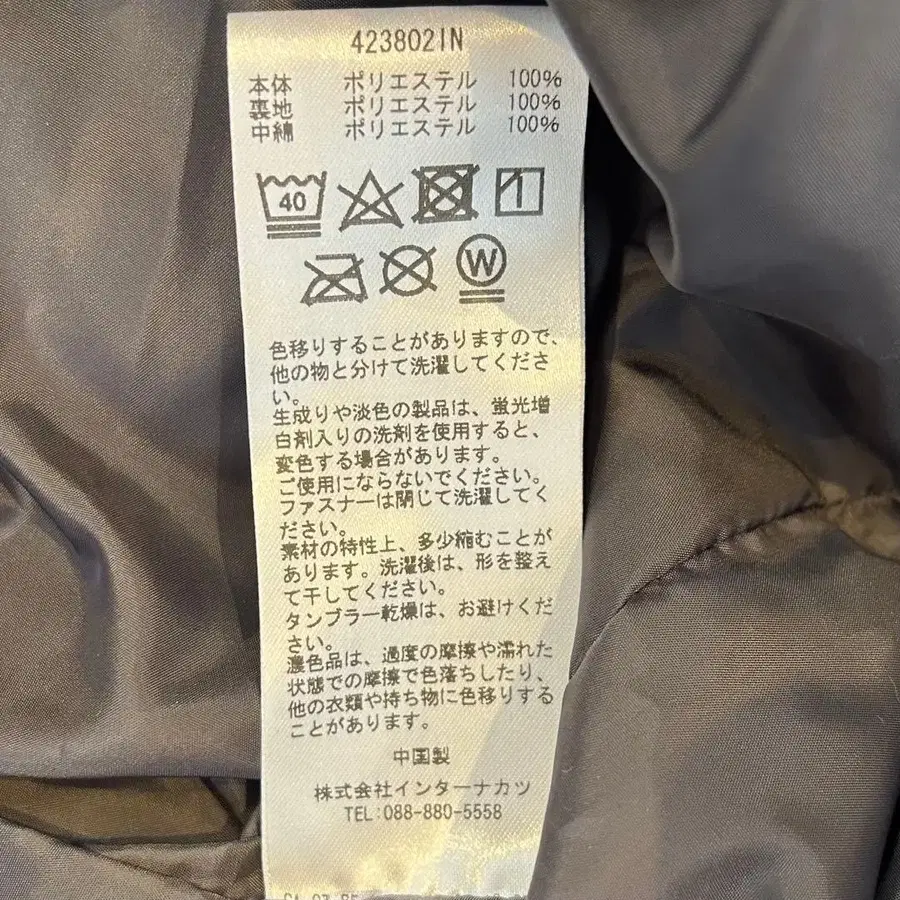 423802IN
本体 ポリエステル 100%
裏地 ポリエステル 100%
中綿 ポリエステル 100%
40
W
色移りすることがありますので、
他の物と分けて洗濯してくださ
い。
生成りや淡色の製品は、蛍光増
白剤入りの洗剤を使用すると、
変色する場合があります。
ご使用にならないでください。
ファスナーは閉じて洗濯してく
ださい。
素材の特性上、多少縮むことが
あります。洗濯後は、形を整え
て干してください。
タンブラー乾燥は、お避けくだ
さい。
濃色品は、過度の摩擦や濡れた
状態での摩擦で色落ちしたり、
他の衣類や持ち物に色移りする
ことがあります。
中国製
株式会社インターナカツ
TEL:088-880-5558